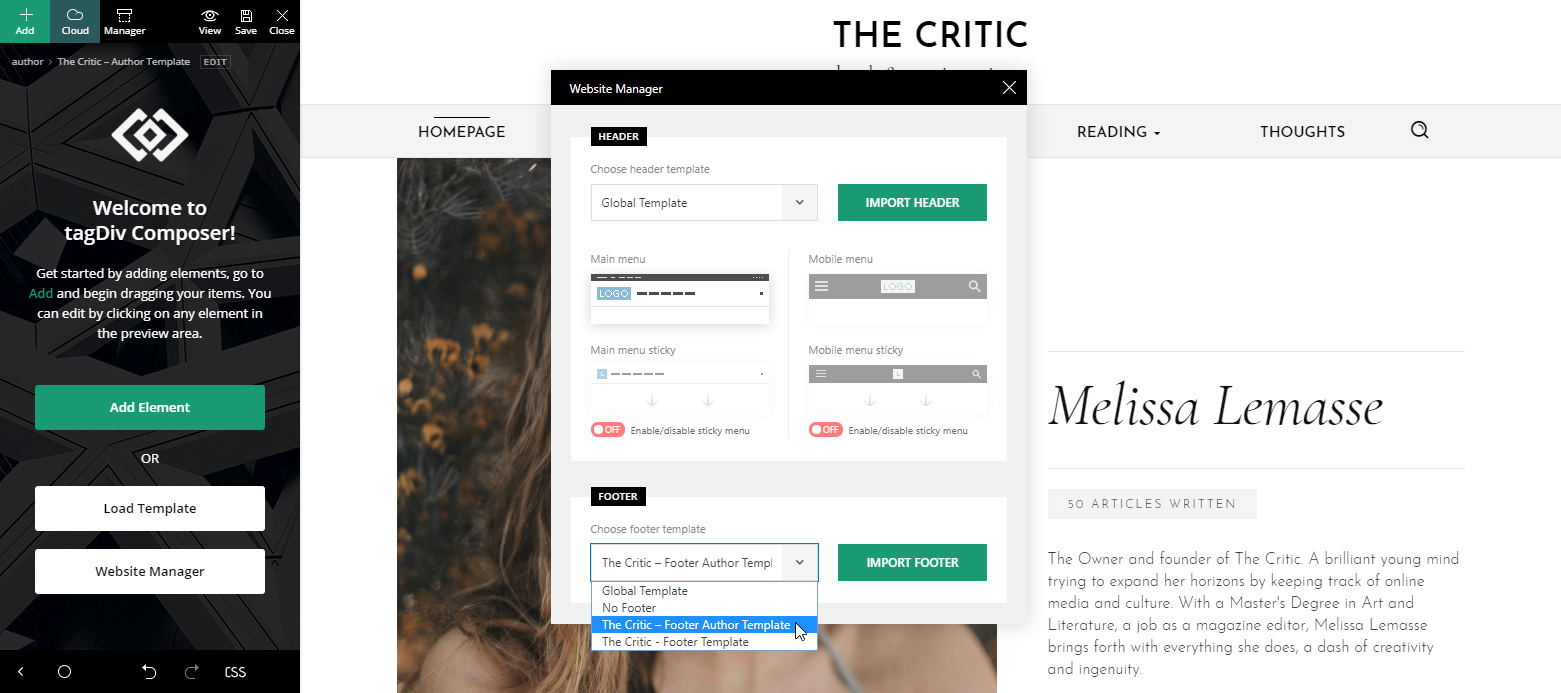 Add
Cloud
Manager
View
Save
Close
author › The Critic – Author Template EDIT
Welcome to
tagDiv Composer!
Get started by adding elements, go to
Add and begin dragging your items. You
can edit by clicking on any element in
the preview area.
Add Element
OR
Load Template
Website Manager
CSS
THE CRITIC
HOMEPAGE
READING
THOUGHTS
Website Manager
HEADER
Choose header template
Global Template
IMPORT HEADER
Main menu
LOGO
Mobile menu
LOGO
Main menu sticky
L
OFF Enable/disable sticky menu
Mobile menu sticky
L
OFF Enable/disable sticky menu
FOOTER
Choose footer template
The Critic – Footer Author Templ
IMPORT FOOTER
Global Template
No Footer
The Critic – Footer Author Template
The Critic - Footer Template
Melissa Lemasse
50 ARTICLES WRITTEN
The Owner and founder of The Critic. A brilliant young mind
trying to expand her horizons by keeping track of online
media and culture. With a Master's Degree in Art and
Literature, a job as a magazine editor, Melissa Lemasse
brings forth with everything she does, a dash of creativity
and ingenuity.